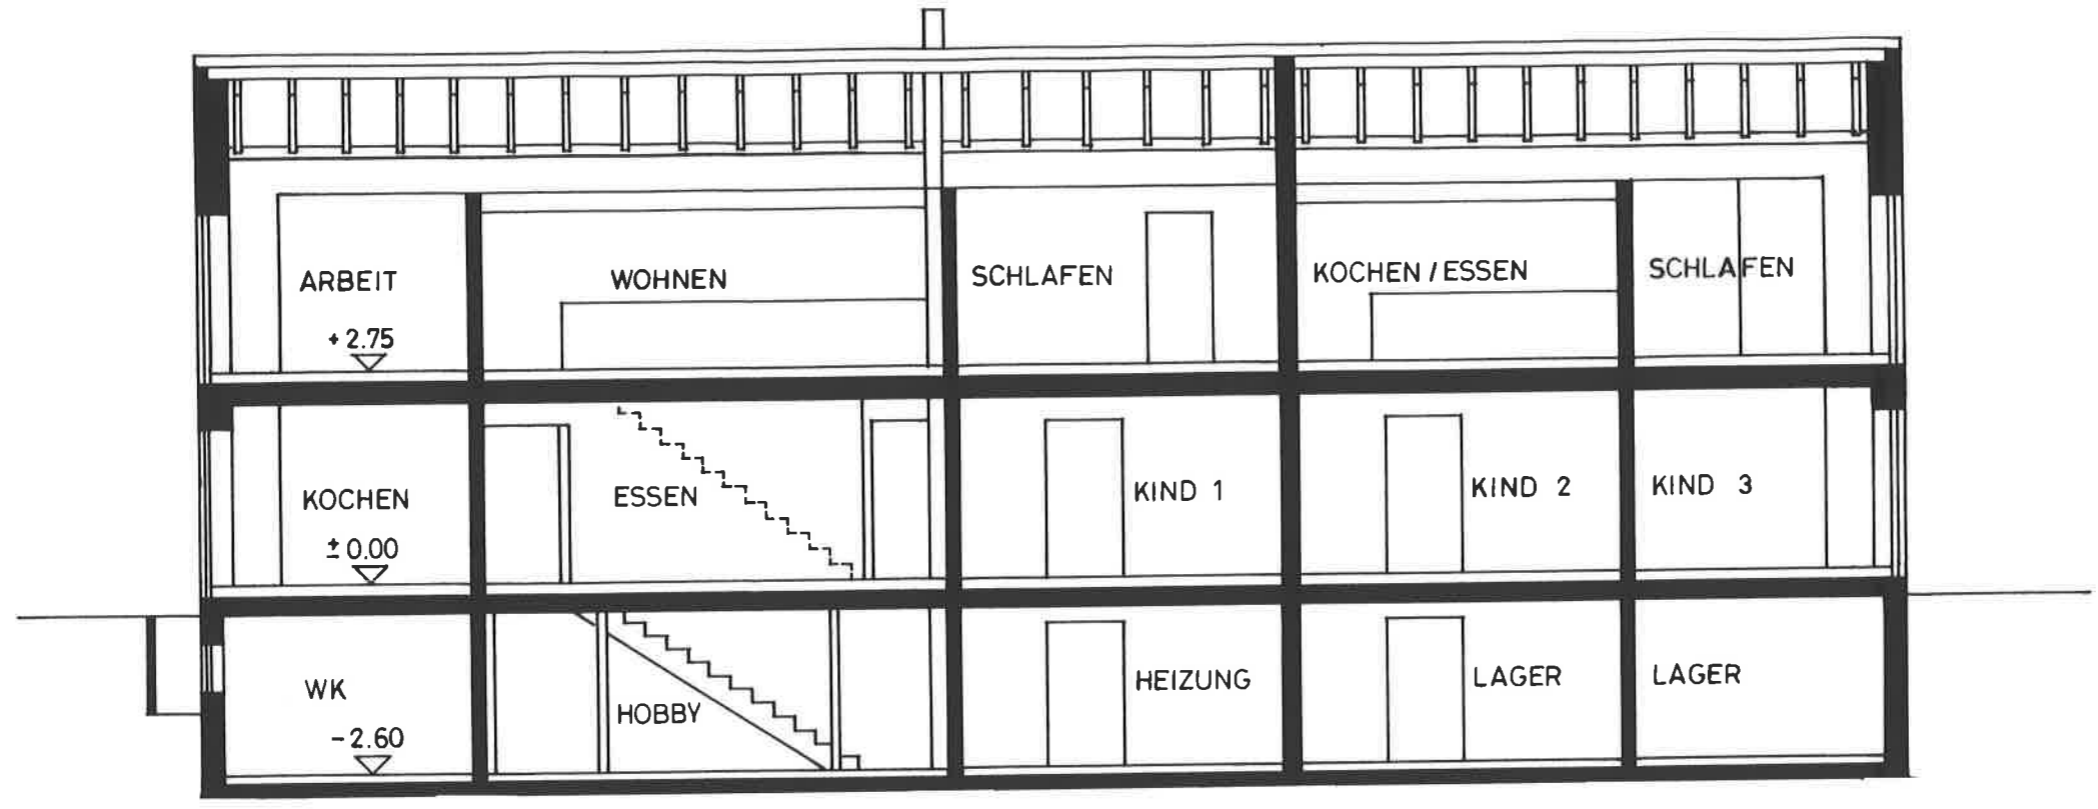 ARBEIT
WOHNEN
SCHLAFEN
KOCHEN / ESSEN
SCHLAFEN
+ 2.75
KOCHEN
ESSEN
KIND 1
KIND 2
KIND 3
± 0.00
WK
HOBBY
HEIZUNG
LAGER
LAGER
- 2.60